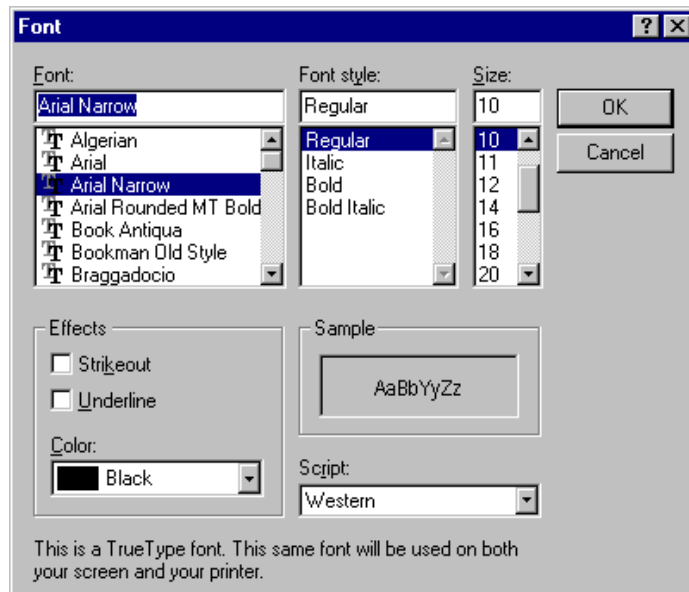 Font
Font:
Font style:
Size:
Arial Narrow
Regular
10
OK
Cancel
Algerian
Arial
Arial Narrow
Arial Rounded MT Bold
Book Antiqua
Bookman Old Style
Braggadocio
Regular
Italic
Bold
Bold Italic
10
11
12
14
16
18
20
Effects
Strikeout
Underline
Color:
Black
Sample
AaBbYyZz
Script:
Western
This is a TrueType font. This same font will be used on both
your screen and your printer.